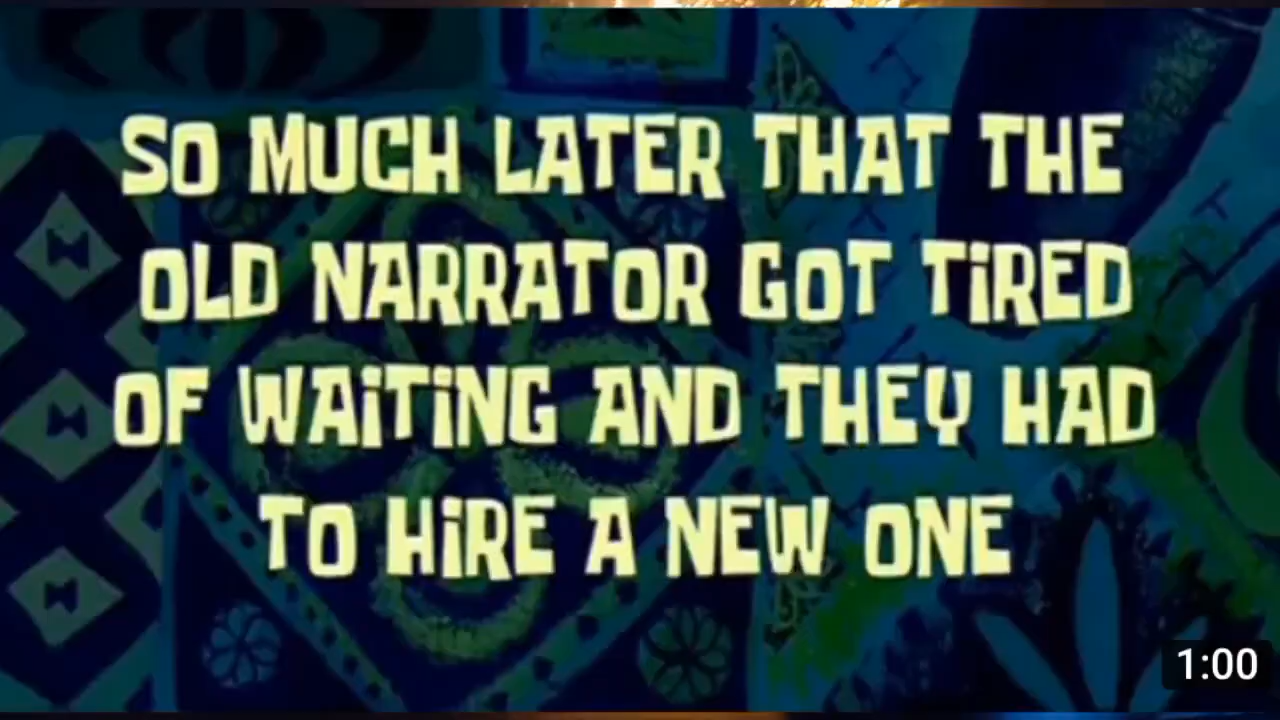 SO MUCH LATER THAT THE
OLD NARRATOR GOT TiRED
OF WAiTiNG AND THEY HAD
TO HiRE A NEW ONE
1:00